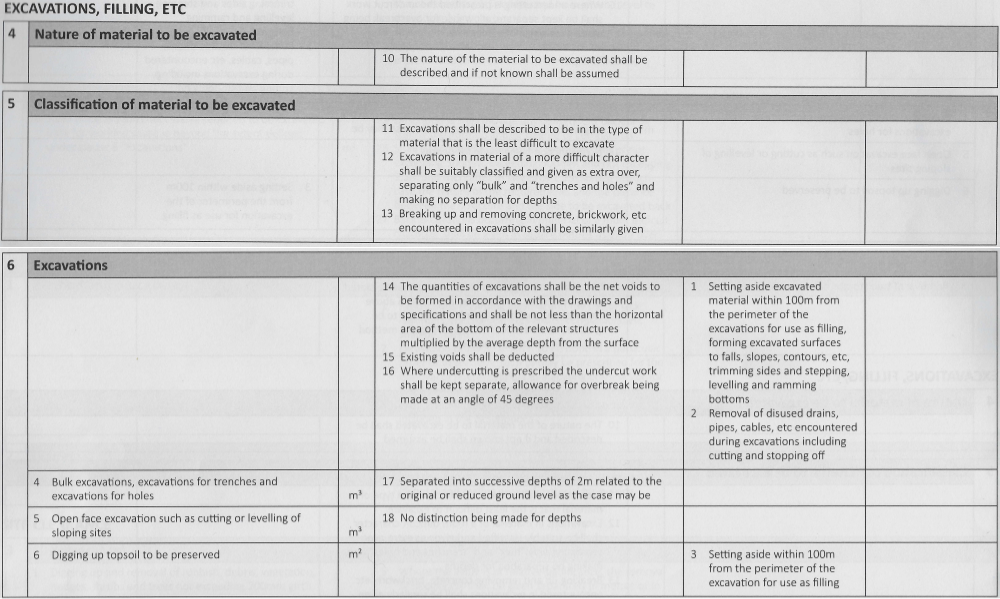 EXCAVATIONS, FILLING, ETC
4 Nature of material to be excavated
10 The nature of the material to be excavated shall be
described and if not known shall be assumed
5 Classification of material to be excavated
11 Excavations shall be described to be in the type of
material that is the least difficult to excavate
12 Excavations in material of a more difficult character
shall be suitably classified and given as extra over,
separating only “bulk” and “trenches and holes” and
making no separation for depths
13 Breaking up and removing concrete, brickwork, etc
encountered in excavations shall be similarly given
6 Excavations
14 The quantities of excavations shall be the net voids to
be formed in accordance with the drawings and
specifications and shall be not less than the horizontal
area of the bottom of the relevant structures
multiplied by the average depth from the surface
15 Existing voids shall be deducted
16 Where undercutting is prescribed the undercut work
shall be kept separate, allowance for overbreak being
made at an angle of 45 degrees
1 Setting aside excavated
material within 100m from
the perimeter of the
excavations for use as filling,
forming excavated surfaces
to falls, slopes, contours, etc,
trimming sides and stepping,
levelling and ramming
bottoms
2 Removal of disused drains,
pipes, cables, etc encountered
during excavations including
cutting and stopping off
4 Bulk excavations, excavations for trenches and
excavations for holes
m³
17 Separated into successive depths of 2m related to the
original or reduced ground level as the case may be
5 Open face excavation such as cutting or levelling of
sloping sites
m³
18 No distinction being made for depths
6 Digging up topsoil to be preserved
m²
3 Setting aside within 100m
from the perimeter of the
excavation for use as filling